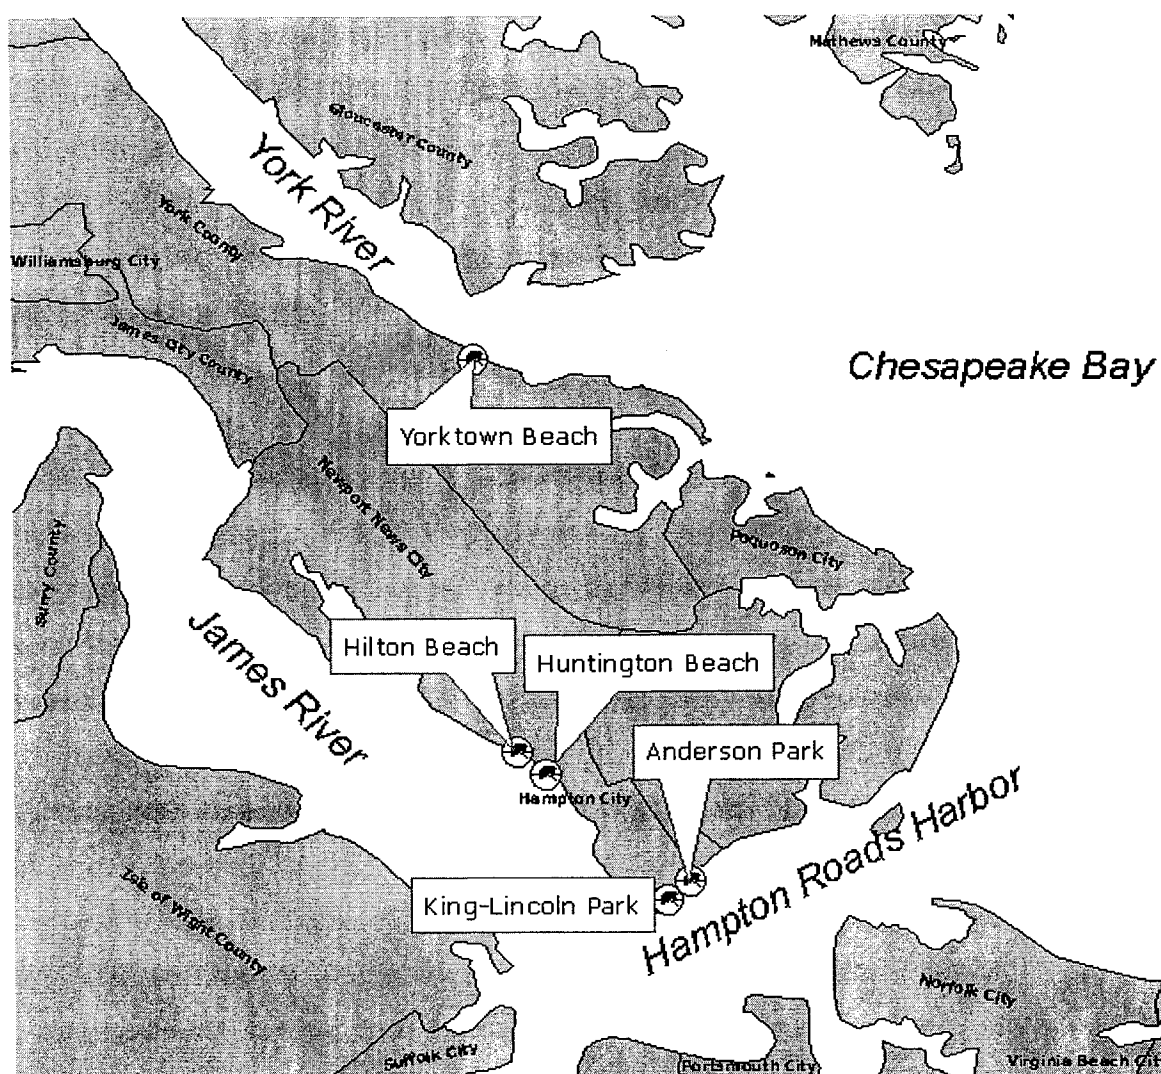 Mathews County
Gloucester County
York River
York County
Williamsburg City
James City County
Chesapeake Bay
Yorktown Beach
Newport News City
Poquoson City
Surry County
James River
Hilton Beach
Huntington Beach
Anderson Park
Hampton City
Hampton Roads Harbor
Isle of Wight County
King-Lincoln Park
Norfolk City
Suffolk City
Portsmouth City
Virginia Beach Cit